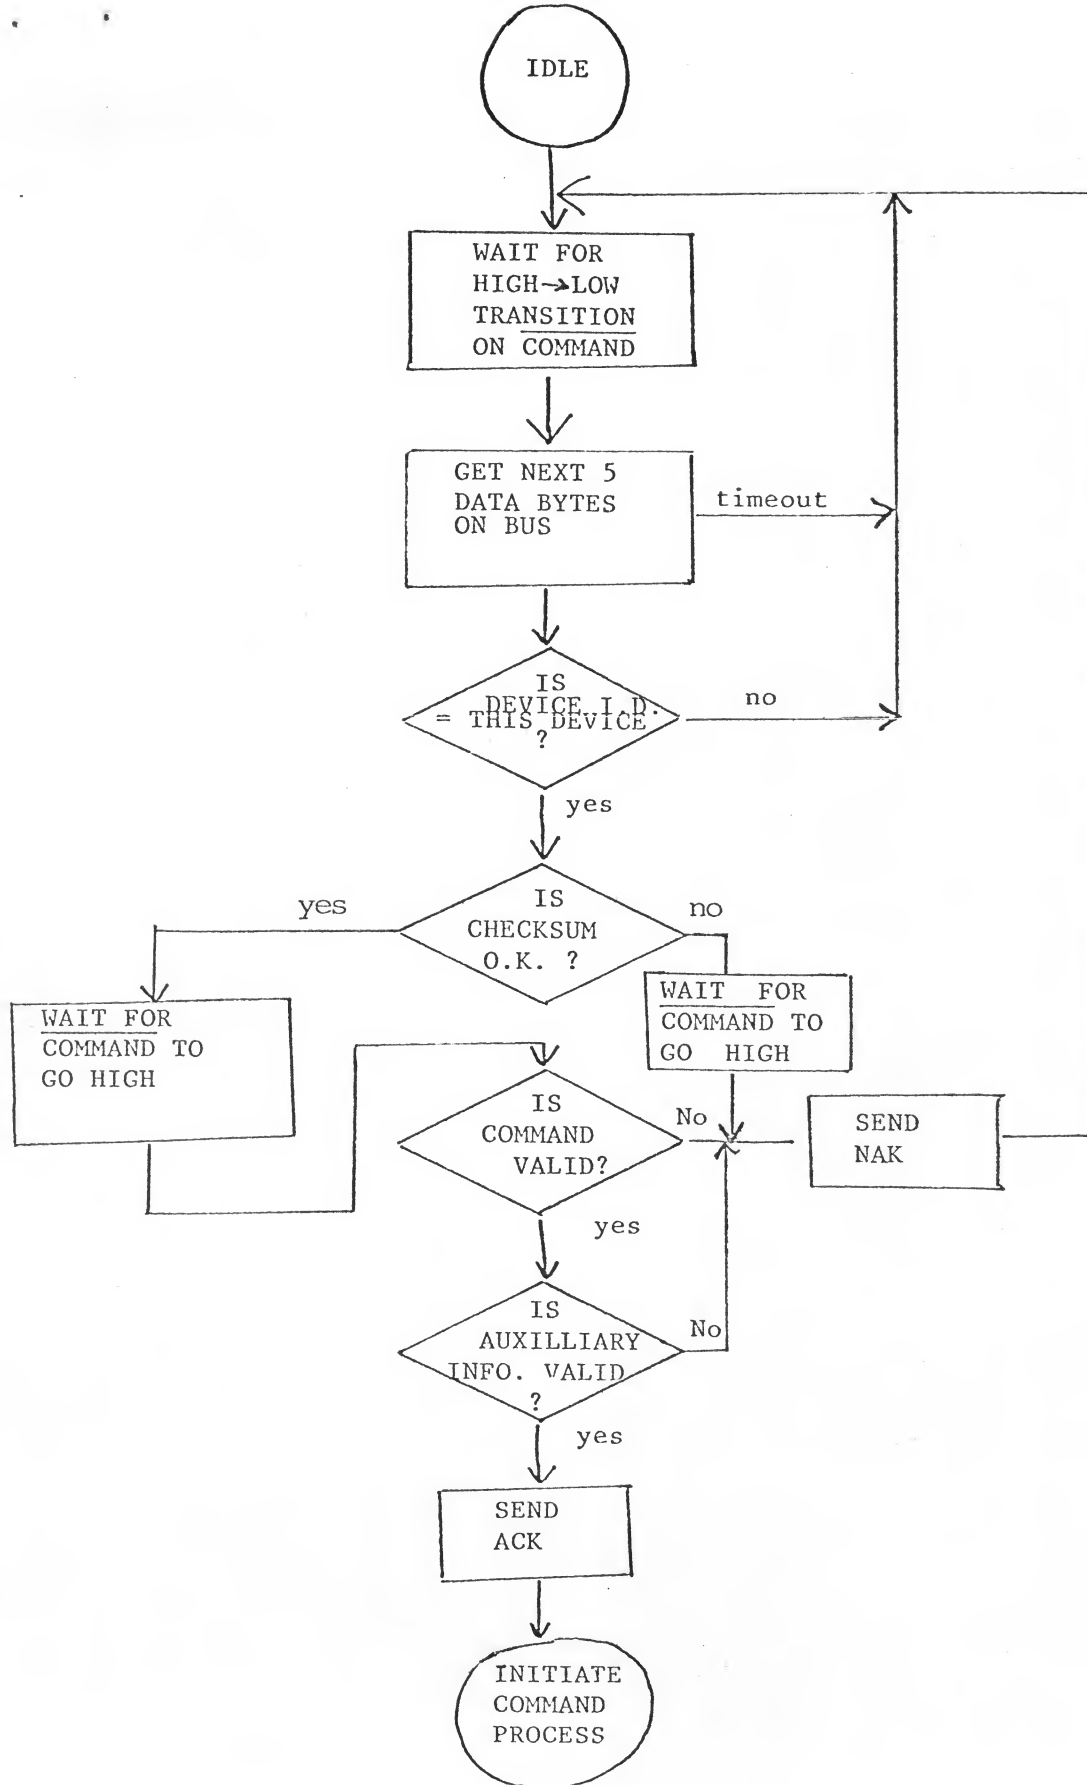 IDLE
WAIT FOR
HIGH→LOW
TRANSITION
ON COMMAND
GET NEXT 5
DATA BYTES
ON BUS
timeout
IS
DEVICE I.D.
= THIS DEVICE
?
no
yes
IS
CHECKSUM
O.K. ?
yes
no
WAIT FOR
COMMAND TO
GO HIGH
WAIT FOR
COMMAND TO
GO HIGH
IS
COMMAND
VALID?
No
SEND
NAK
yes
IS
AUXILLIARY
INFO. VALID
?
No
yes
SEND
ACK
INITIATE
COMMAND
PROCESS